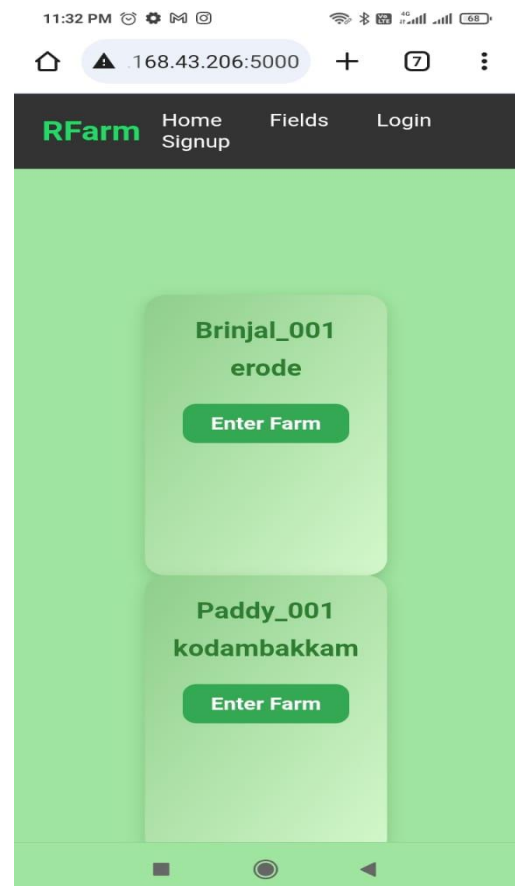 11:32 PM
4G
68
168.43.206:5000
7
RFarm
Home Fields Login
Signup
Brinjal_001
erode
Enter Farm
Paddy_001
kodambakkam
Enter Farm